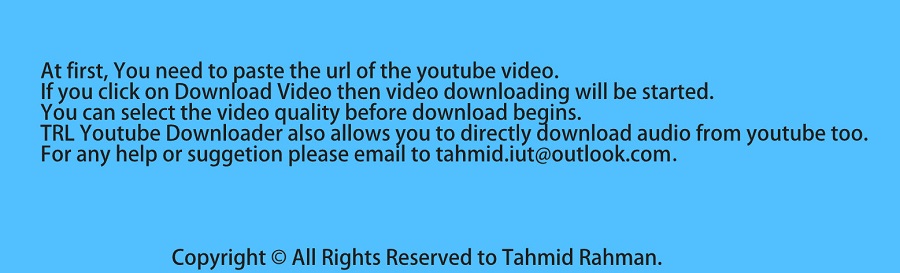 At first, You need to paste the url of the youtube video.
If you click on Download Video then video downloading will be started.
You can select the video quality before download begins.
TRL Youtube Downloader also allows you to directly download audio from youtube too.
For any help or suggetion please email to tahmid.iut@outlook.com.
Copyright © All Rights Reserved to Tahmid Rahman.